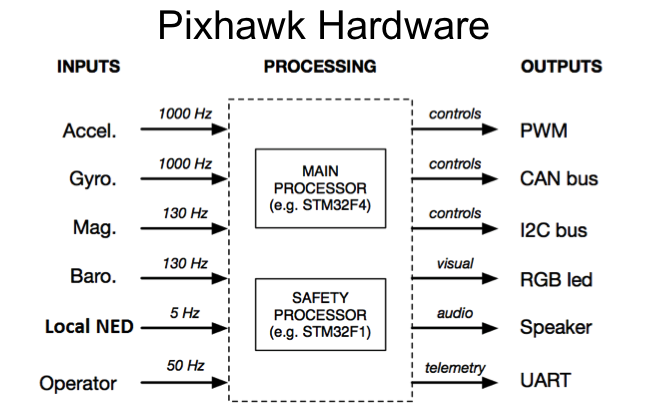 Pixhawk Hardware
INPUTS PROCESSING OUTPUTS
Accel. 1000 Hz controls PWM
Gyro. 1000 Hz controls CAN bus
MAIN
PROCESSOR
(e.g. STM32F4)
Mag. 130 Hz controls I2C bus
Baro. 130 Hz visual RGB led
SAFETY
PROCESSOR
(e.g. STM32F1)
Local NED 5 Hz audio Speaker
Operator 50 Hz telemetry UART